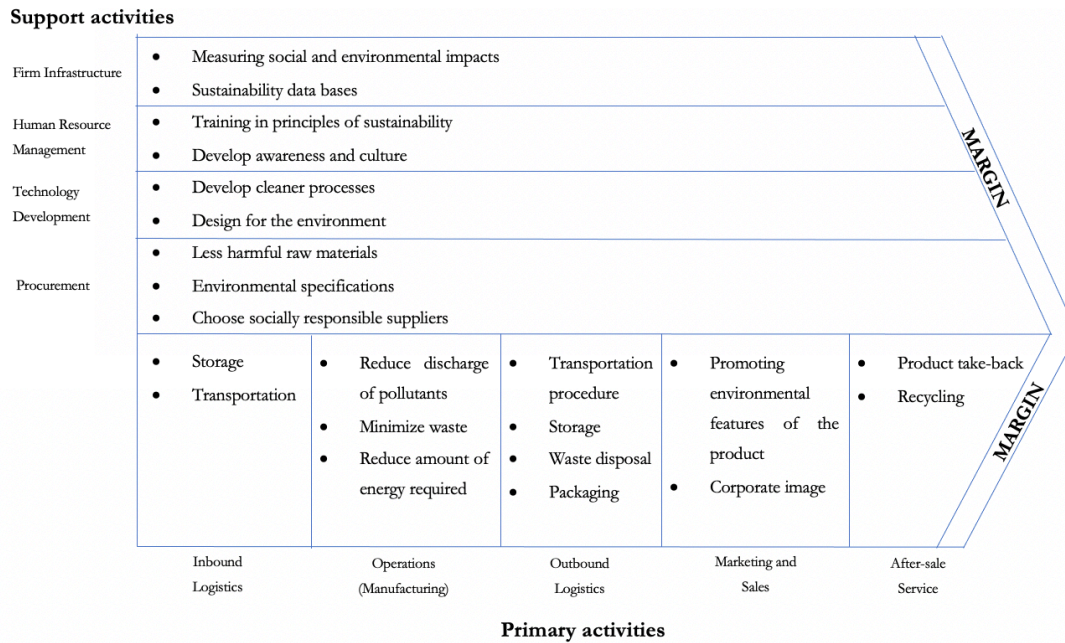 Support activities
Firm Infrastructure
• Measuring social and environmental impacts
• Sustainability data bases
Human Resource
Management
• Training in principles of sustainability
• Develop awareness and culture
Technology
Development
• Develop cleaner processes
• Design for the environment
Procurement
• Less harmful raw materials
• Environmental specifications
• Choose socially responsible suppliers
MARGIN
• Storage
• Transportation
• Reduce discharge
of pollutants
• Minimize waste
• Reduce amount of
energy required
• Transportation
procedure
• Storage
• Waste disposal
• Packaging
• Promoting
environmental
features of the
product
• Corporate image
• Product take-back
• Recycling
MARGIN
Inbound
Logistics
Operations
(Manufacturing)
Outbound
Logistics
Marketing and
Sales
After-sale
Service
Primary activities